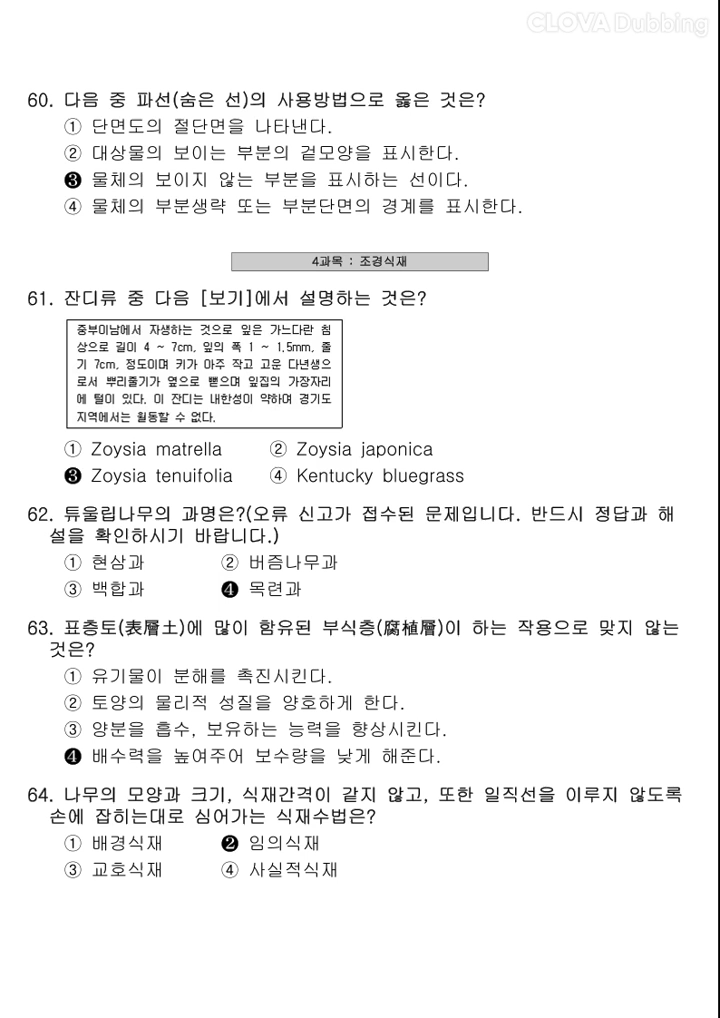 CLOVA Dubbing
60. 다음 중 파선(숨은 선)의 사용방법으로 옳은 것은?
① 단면도의 절단면을 나타낸다.
② 대상물의 보이는 부분의 겉모양을 표시한다.
❸ 물체의 보이지 않는 부분을 표시하는 선이다.
④ 물체의 부분생략 또는 부분단면의 경계를 표시한다.
4과목 : 조경식재
61. 잔디류 중 다음 [보기]에서 설명하는 것은?
중부이남에서 자생하는 것으로 잎은 가느다란 침
상으로 길이 4 ~ 7cm, 잎의 폭 1 ~ 1.5mm, 줄
기 7cm, 정도이며 키가 아주 작고 고운 다년생으
로서 뿌리줄기가 옆으로 뻗으며 잎집의 가장자리
에 털이 있다. 이 잔디는 내한성이 약하며 경기도
지역에서는 월동할 수 없다.
① Zoysia matrella ② Zoysia japonica
❸ Zoysia tenuifolia ④ Kentucky bluegrass
62. 튜울립나무의 과명은?(오류 신고가 접수된 문제입니다. 반드시 정답과 해
설을 확인하시기 바랍니다.)
① 현삼과 ② 버즘나무과
③ 백합과 ❹ 목련과
63. 표층토(表層土)에 많이 함유된 부식층(腐植層)이 하는 작용으로 맞지 않는
것은?
① 유기물이 분해를 촉진시킨다.
② 토양의 물리적 성질을 양호하게 한다.
③ 양분을 흡수, 보유하는 능력을 향상시킨다.
❹ 배수력을 높여주어 보수량을 낮게 해준다.
64. 나무의 모양과 크기, 식재간격이 같지 않고, 또한 일직선을 이루지 않도록
손에 잡히는대로 심어가는 식재수법은?
① 배경식재 ❷ 임의식재
③ 교호식재 ④ 사실적식재